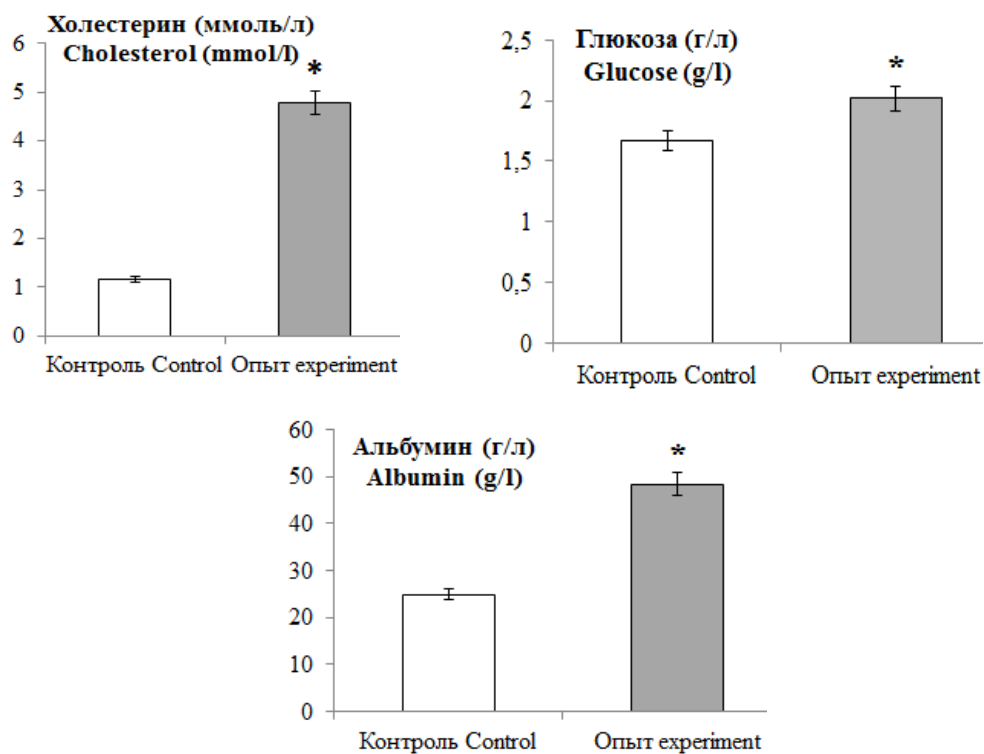 Холестерин (ммоль/л)
Cholesterol (mmol/l)
6
5
4
3
2
1
0
*
Контроль Control
Опыт experiment
Глюкоза (г/л)
Glucose (g/l)
2,5
2
1,5
1
0,5
0
*
Контроль Control
Опыт experiment
Альбумин (г/л)
Albumin (g/l)
60
50
40
30
20
10
0
*
Контроль Control
Опыт experiment